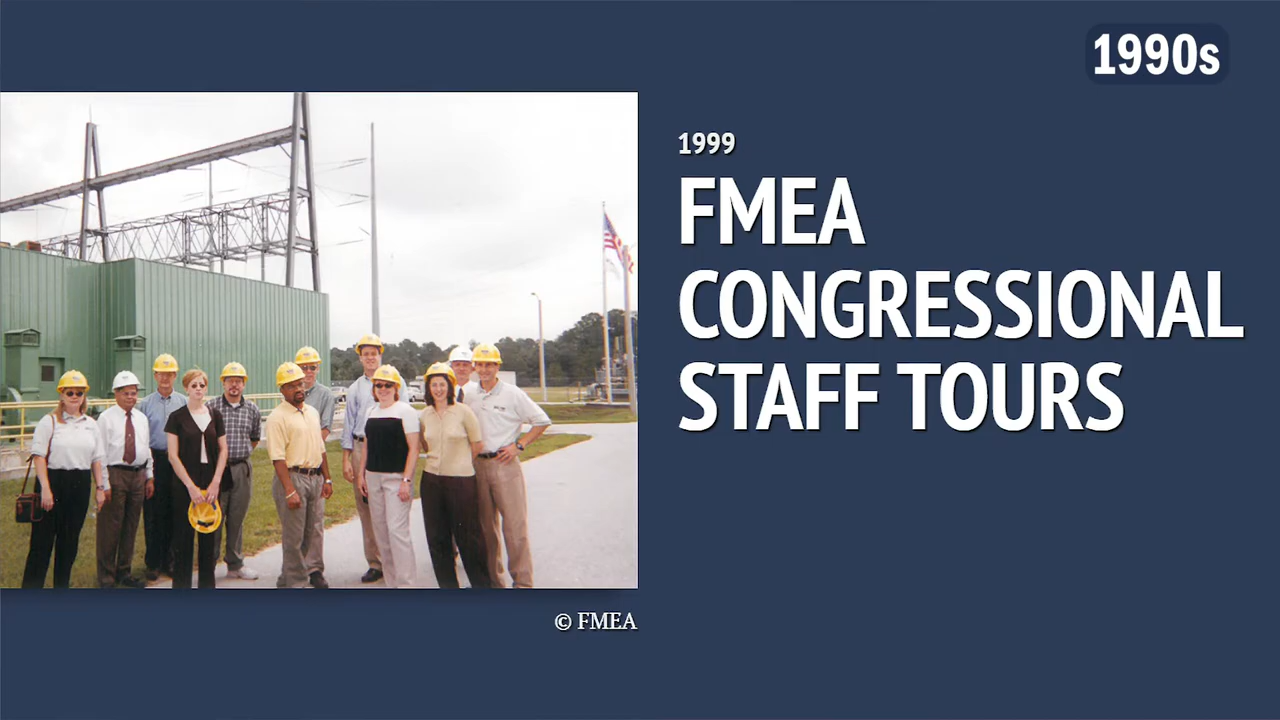 1990s
1999
FMEA
CONGRESSIONAL
STAFF TOURS
© FMEA